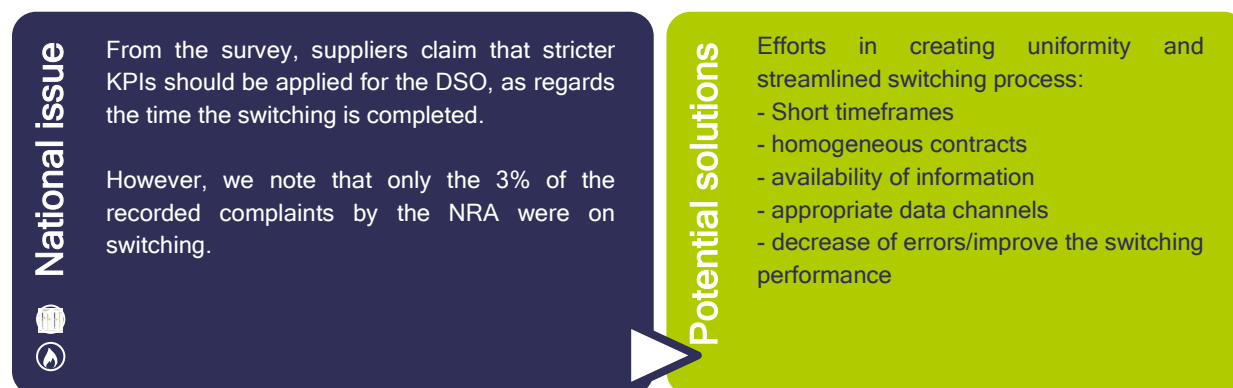 National issue
From the survey, suppliers claim that stricter
KPIs should be applied for the DSO, as regards
the time the switching is completed.
However, we note that only the 3% of the
recorded complaints by the NRA were on
switching.
Potential solutions
Efforts in creating uniformity and
streamlined switching process:
- Short timeframes
- homogeneous contracts
- availability of information
- appropriate data channels
- decrease of errors/improve the switching
performance